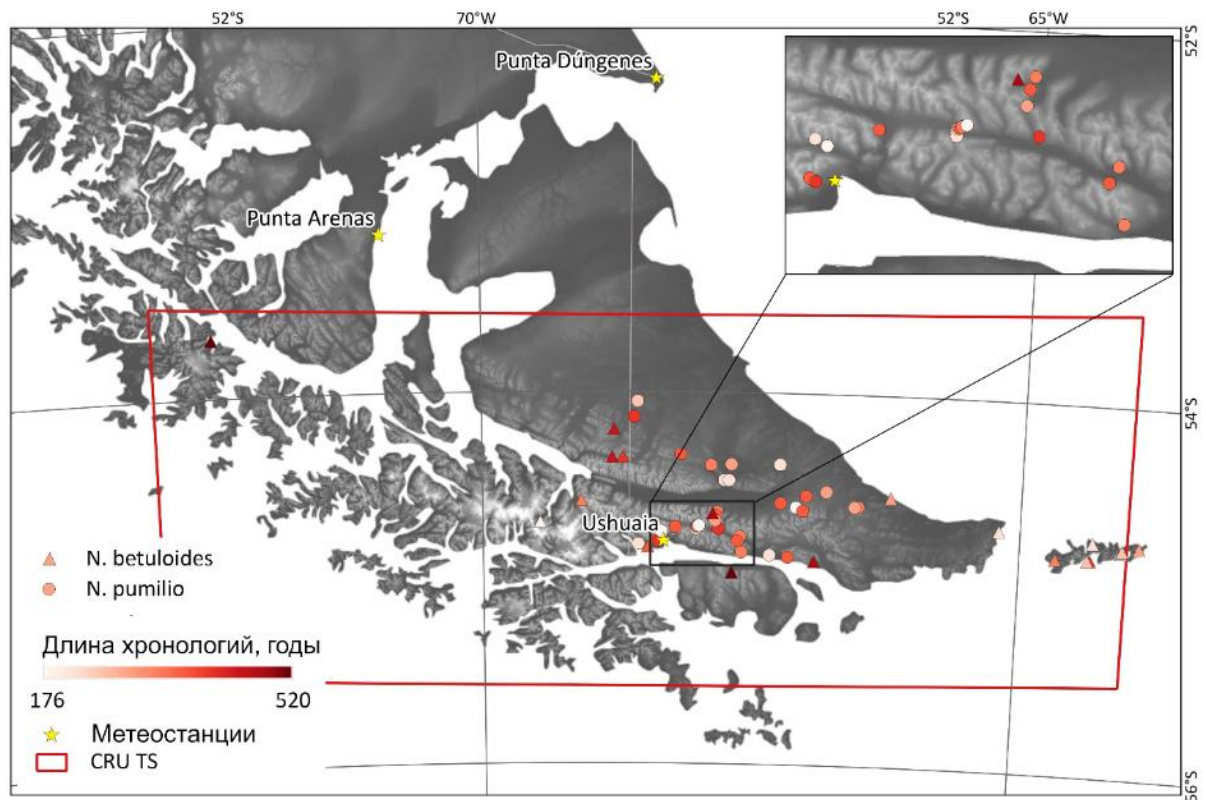 52°S 70°W 52°S 65°W
52°S
Punta Dúngenes
Punta Arenas
54°S
Ushuaia
N. betuloides
N. pumilio
Длина хронологий, годы
176 520
Метеостанции
CRU TS
56°S